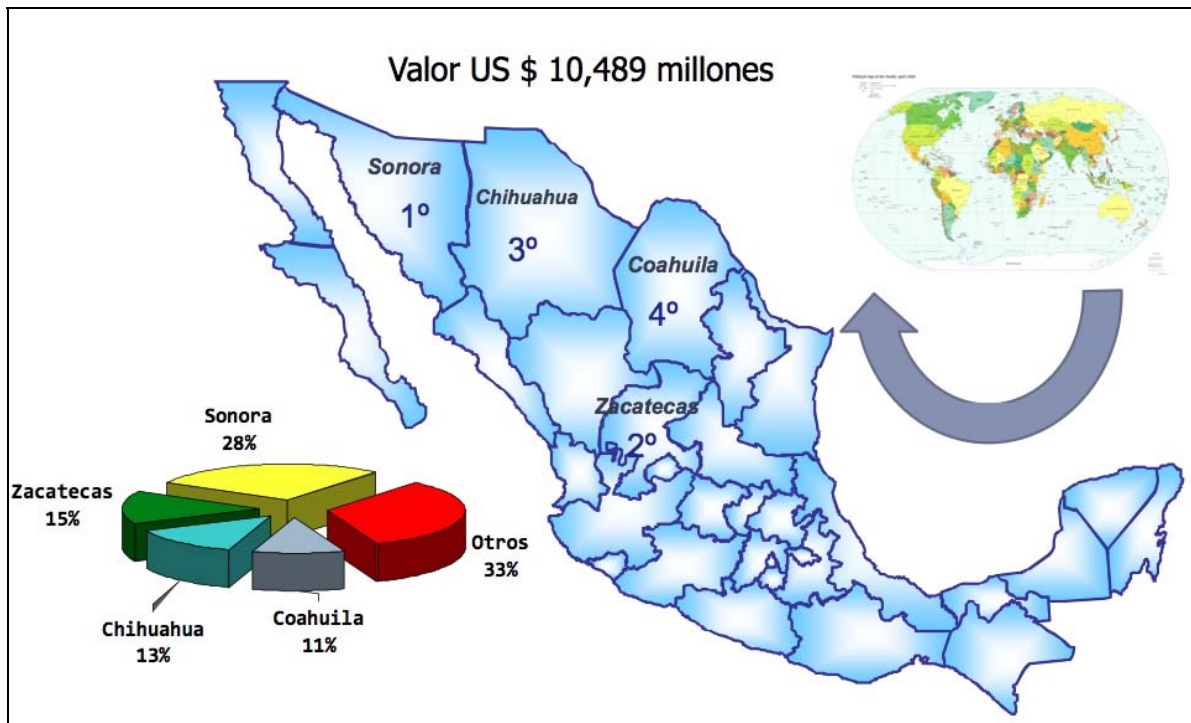 Valor US $ 10,489 millones
Sonora
1º
Chihuahua
3º
Coahuila
4º
Zacatecas
2º
Sonora
28%
Zacatecas
15%
Otros
33%
Coahuila
11%
Chihuahua
13%